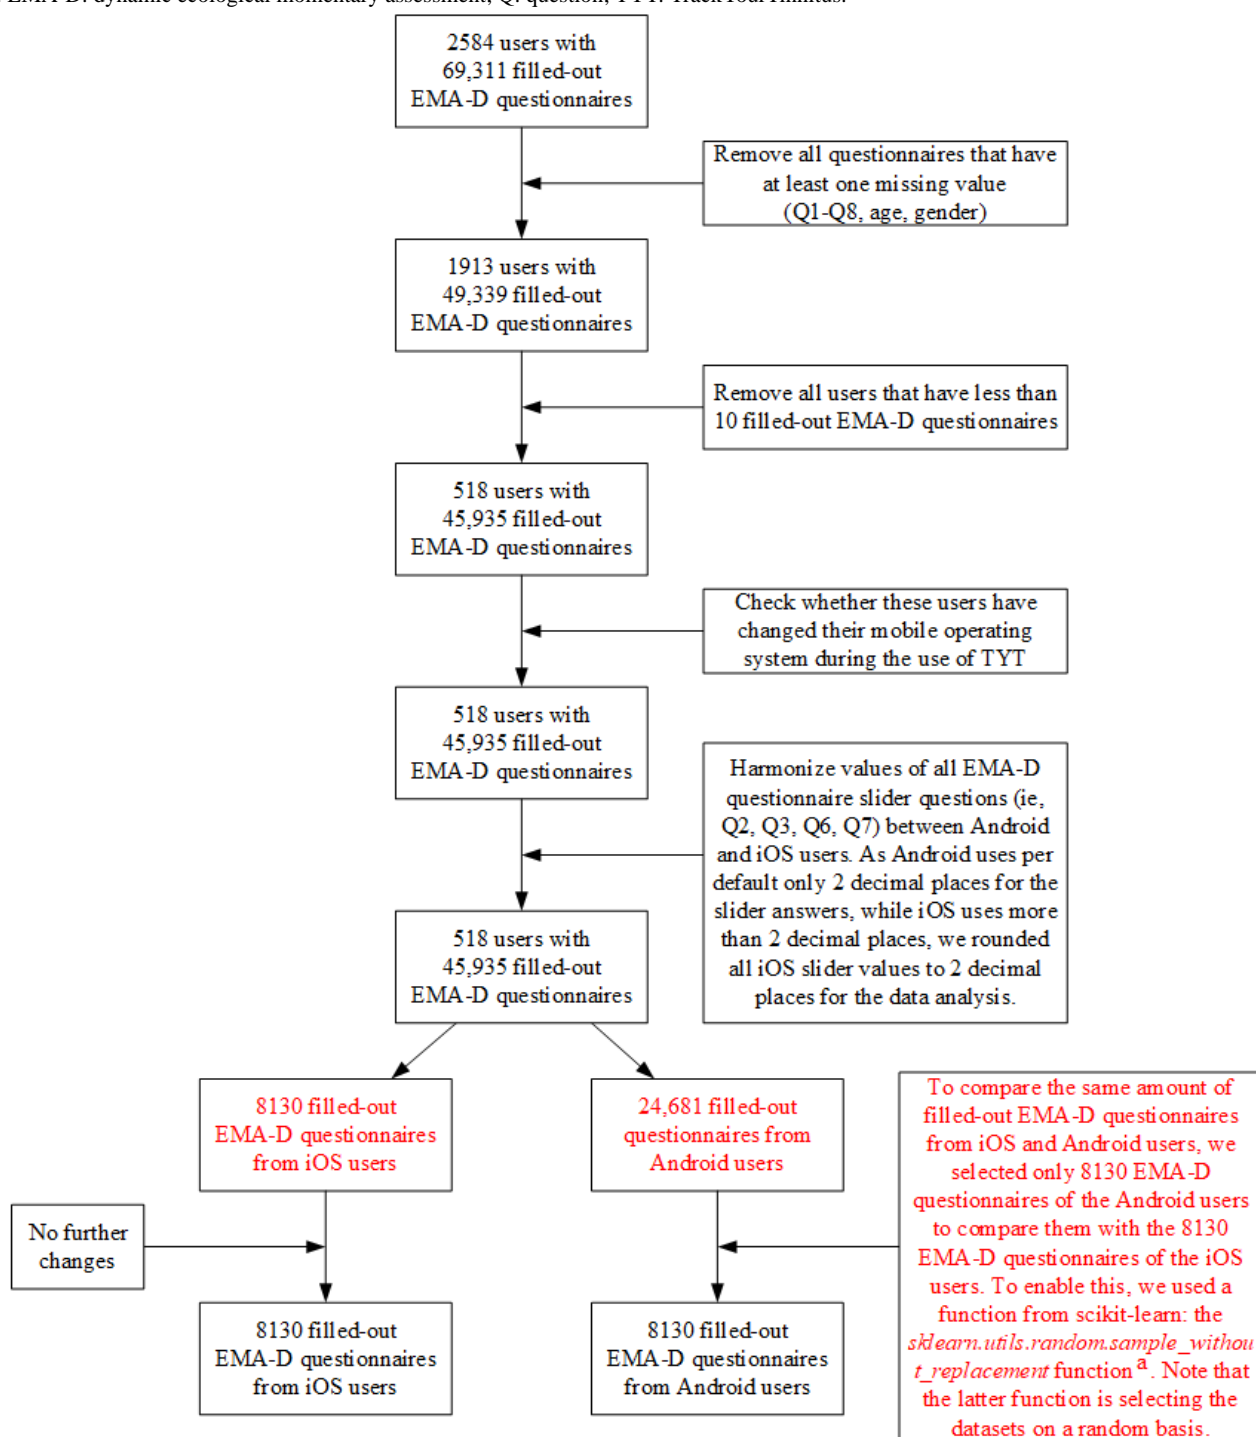 EMA-D: dynamic ecological momentary assessment; Q: question; TYT: TrackYourTinnitus.
2584 users with
69,311 filled-out
EMA-D questionnaires
Remove all questionnaires that have
at least one missing value
(Q1-Q8, age, gender)
1913 users with
49,339 filled-out
EMA-D questionnaires
Remove all users that have less than
10 filled-out EMA-D questionnaires
518 users with
45,935 filled-out
EMA-D questionnaires
Check whether these users have
changed their mobile operating
system during the use of TYT
518 users with
45,935 filled-out
EMA-D questionnaires
Harmonize values of all EMA-D
questionnaire slider questions (ie,
Q2, Q3, Q6, Q7) between Android
and iOS users. As Android uses per
default only 2 decimal places for the
slider answers, while iOS uses more
than 2 decimal places, we rounded
all iOS slider values to 2 decimal
places for the data analysis.
518 users with
45,935 filled-out
EMA-D questionnaires
8130 filled-out
EMA-D questionnaires
from iOS users
24,681 filled-out
questionnaires from
Android users
To compare the same amount of
filled-out EMA-D questionnaires
from iOS and Android users, we
selected only 8130 EMA-D
questionnaires of the Android users
to compare them with the 8130
EMA-D questionnaires of the iOS
users. To enable this, we used a
function from scikit-learn: the
sklearn.utils.random.sample_withou
t_replacement function a. Note that
the latter function is selecting the
datasets on a random basis.
No further
changes
8130 filled-out
EMA-D questionnaires
from iOS users
8130 filled-out
EMA-D questionnaires
from Android users